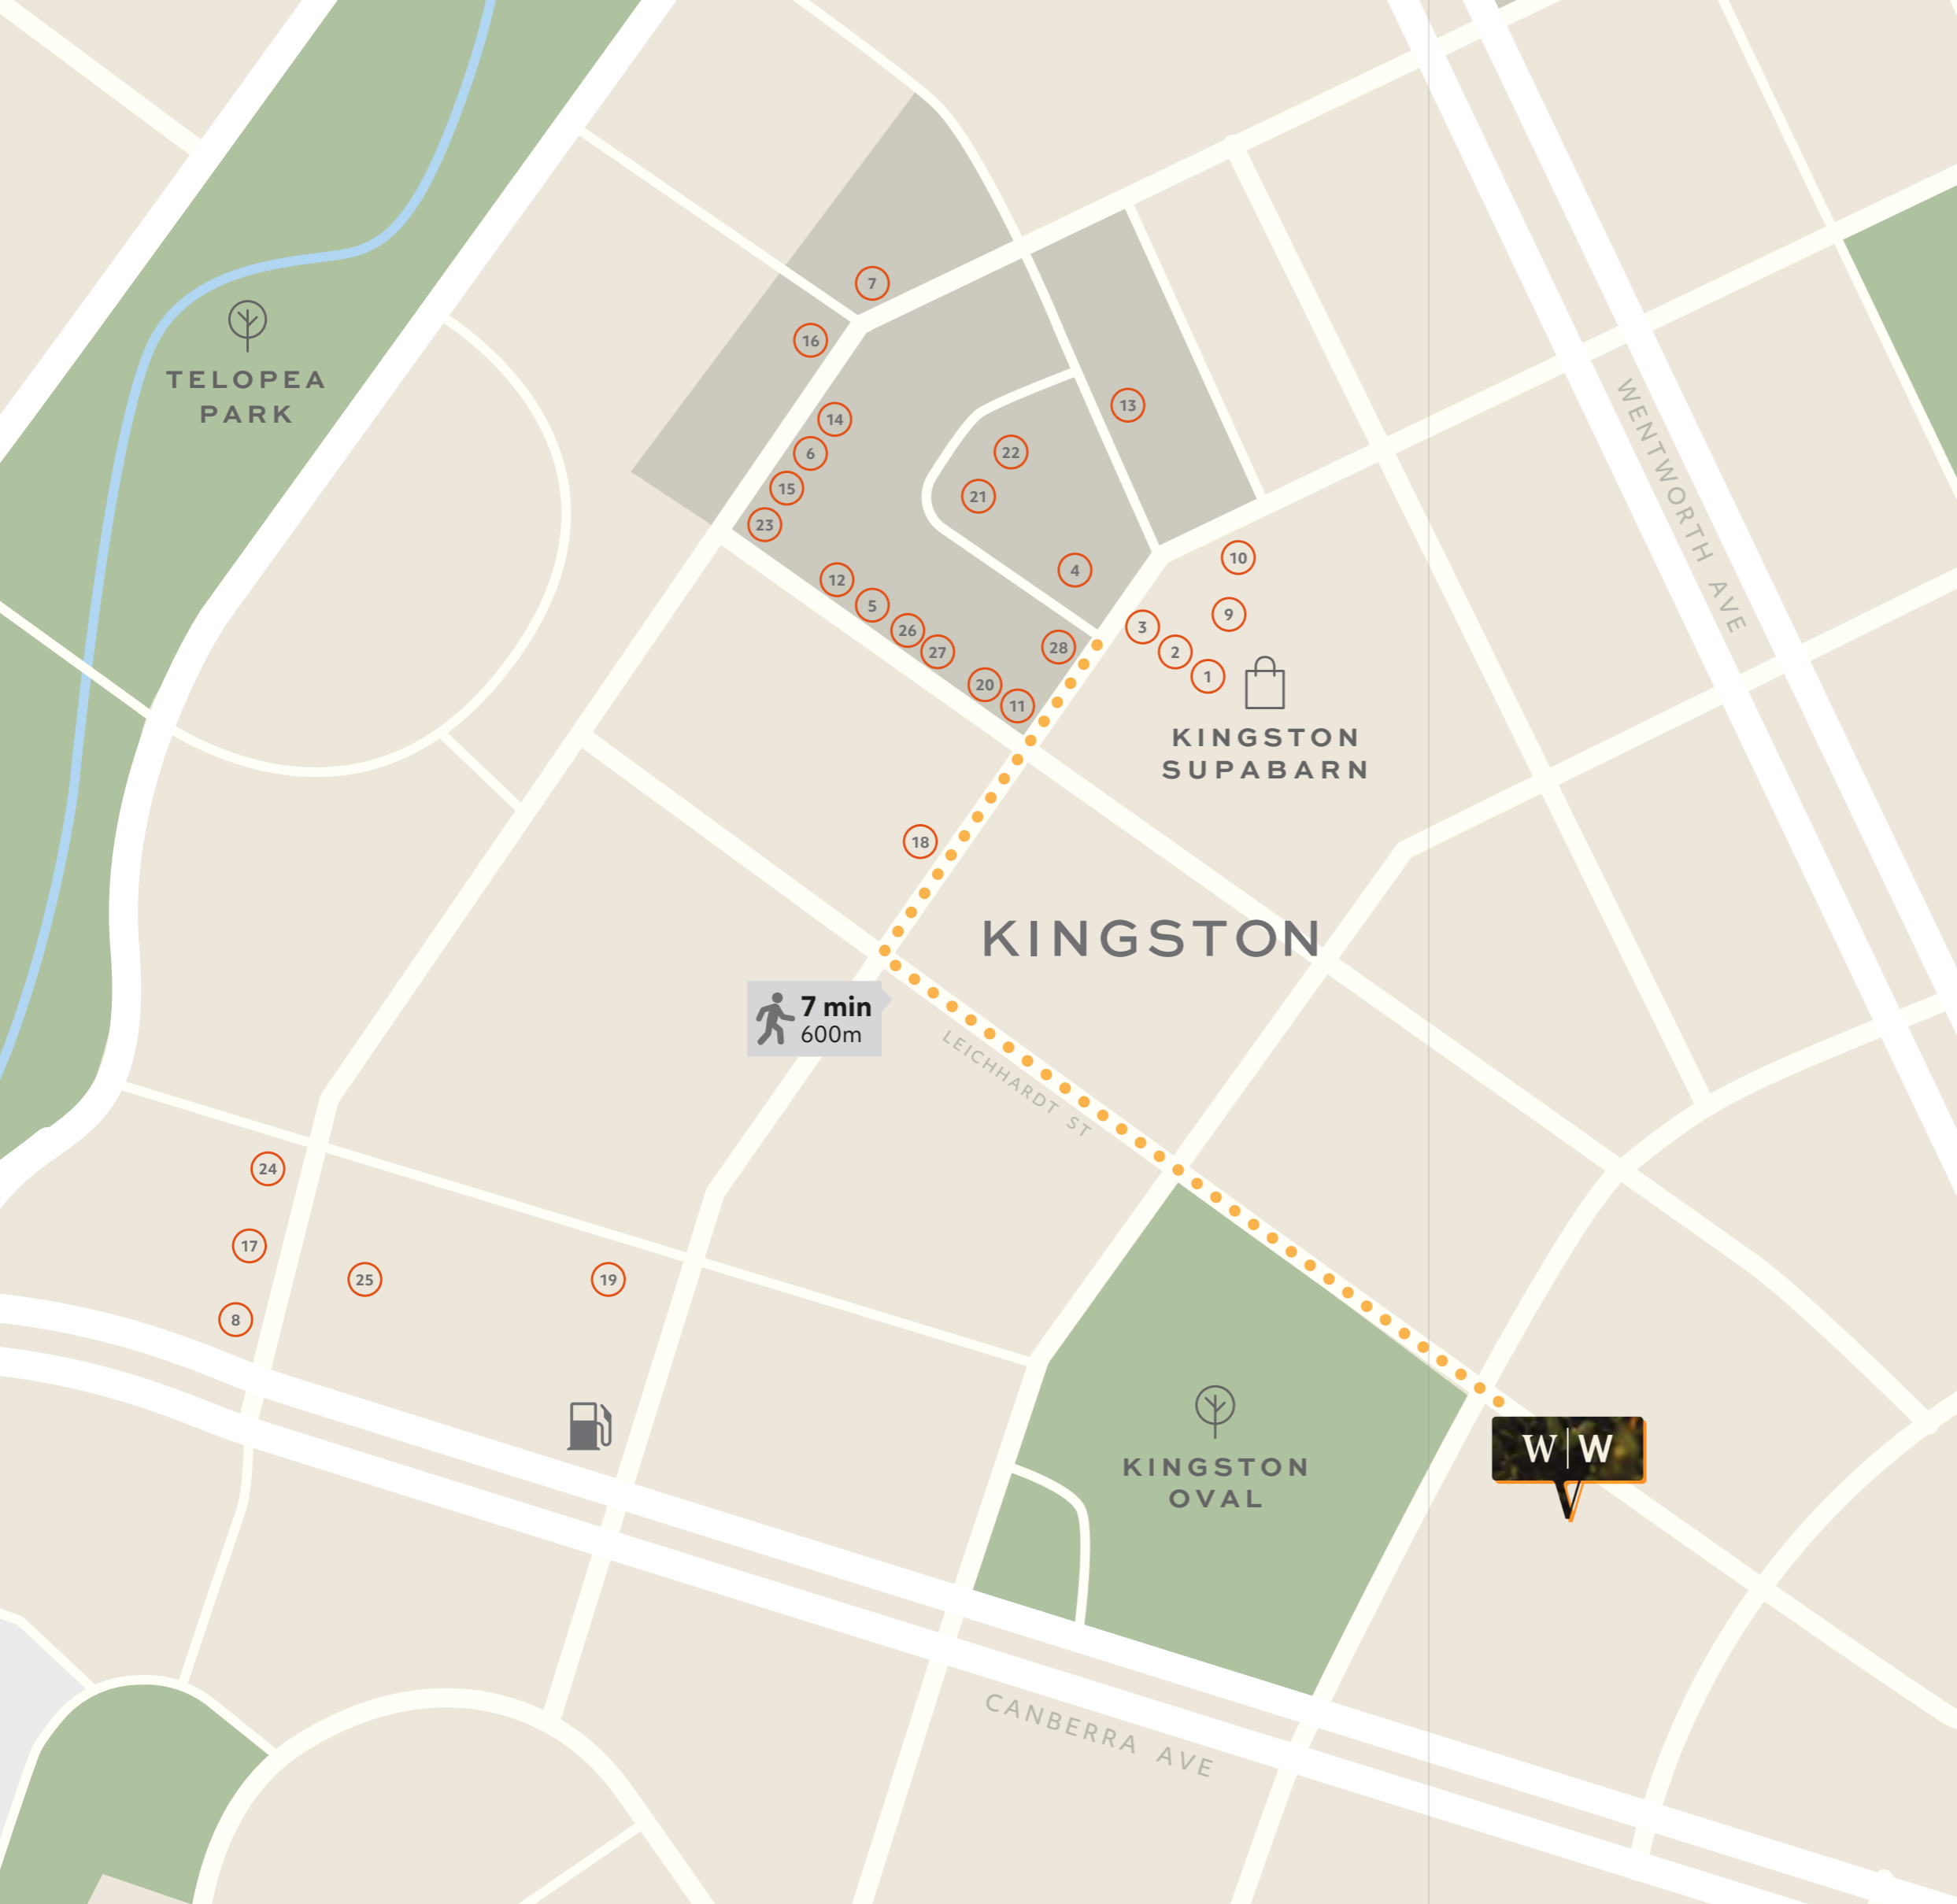 7
16
TELOPEA
PARK
14
13
6
22
15
21
23
WENTWORTH AVE
10
4
12
5
9
3
26
28
27
2
1
20
11
KINGSTON
SUPABARN
18
KINGSTON
7 min
600m
LEICHHARDT ST
24
17
25
19
8
W|W
KINGSTON
OVAL
CANBERRA AVE